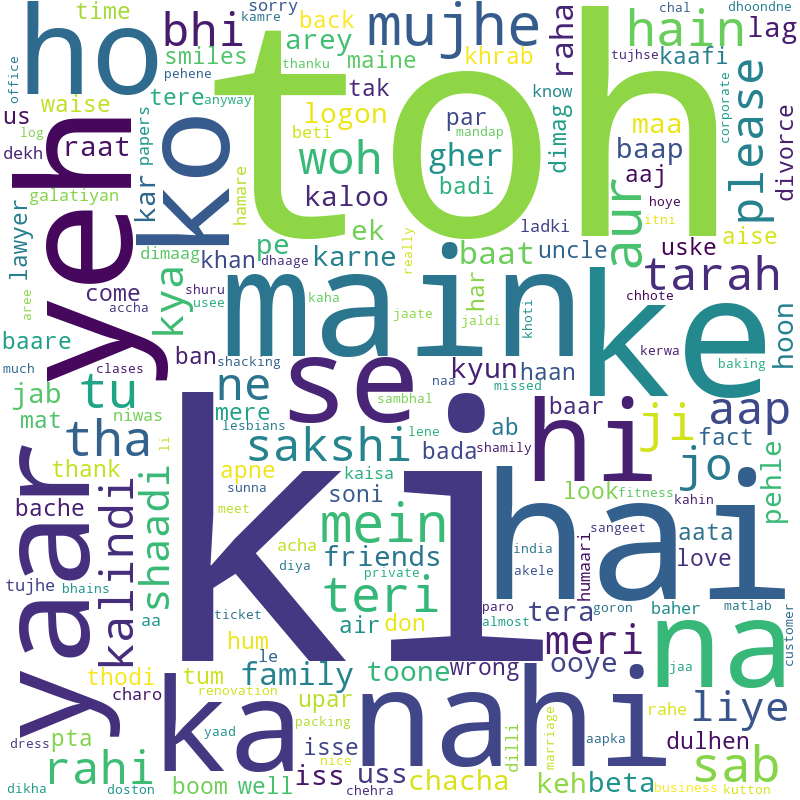 ho
time
sorry
back
mujhe
kamre
chal
dhoondne
bhi
smiles
arey
thanku
khrab
raha
tujhse
hain
lag
kaafi
office
pehene
maine
toh
us
waise
tere
anyway
tak
logon
know
dimag
please
log
raat
papers
beti
par
mandap
maa
corporate
divorce
dekh
yeh
ko
woh
gher
baap
galatiyan
kar
hamare
kaloo
badi
aaj
hoye
lawyer
ek
ladki
aur
itni
dimaag
khan
pe
dhaage
karne
really
baat
uncle
uske
aise
come
kya
shuru
kaha
main
har
tarah
aree
accha
usee
jaate
jaldi
khoti
chhote
ke
hoon
baare
ban
shacking
se
naa
kyun
haan
kerwa
baking
much
clases
missed
jab
tu
ne
sambhal
hi
baar
ji
aap
mat
niwas
mere
lesbians
lene
ab
fact
yaar
tha
li
sakshi
bada
shamily
jo
thank
apne
kaisa
look
fitness
kahin
pehle
bache
shaadi
sunna
soni
ki
hai
meet
mein
sangeet
aata
kalindi
acha
friends
india
humaari
love
tujhe
bhains
diya
private
akele
teri
paro
tera
goron
baher
matlab
aa
ticket
air
don
almost
meri
na
customer
hum
le
family
toone
wrong
ooye
jaa
thodi
tum
renovation
charo
ka
upar
nahi
rahe
liye
yaad
packing
marriage
aapka
dress
pta
isse
dilli
dulhen
rahi
nice
iss
uss
chacha
keh
beta
sab
dikha
doston
boom
well
chehra
business
kutton